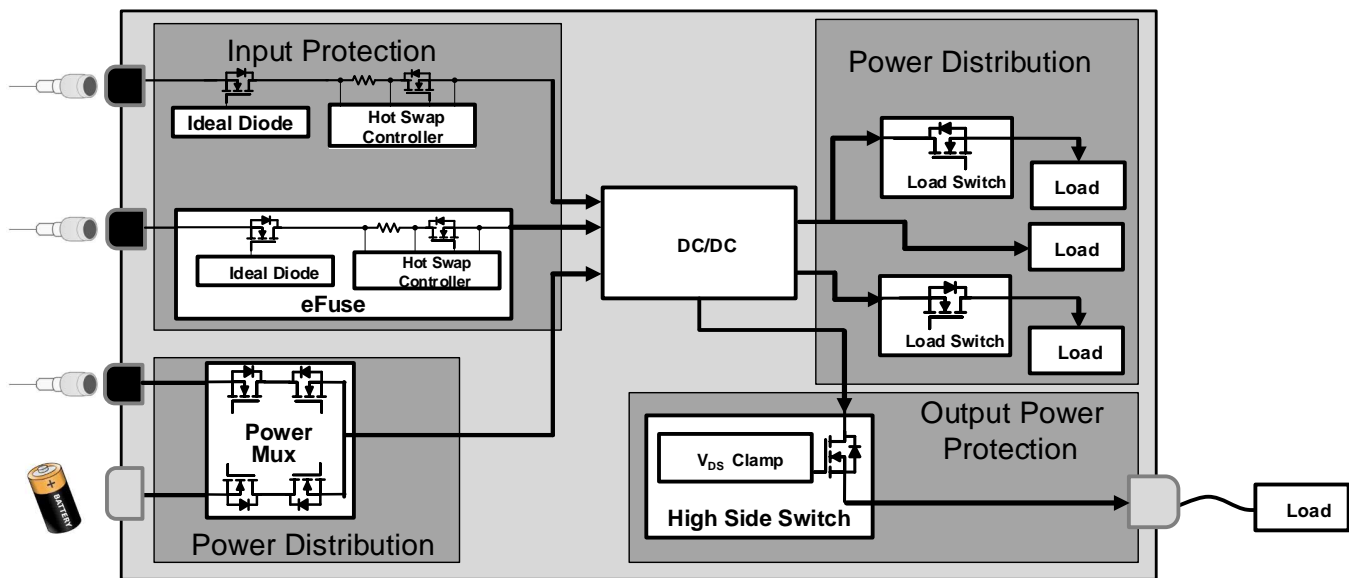 Input Protection
Ideal Diode
Hot Swap
Controller
Ideal Diode
Hot Swap
Controller
eFuse
Power
Mux
Power Distribution
BATTERY
DC/DC
Power Distribution
Load Switch
Load
Load
Load Switch
Load
Output Power
Protection
VDS Clamp
High Side Switch
Load